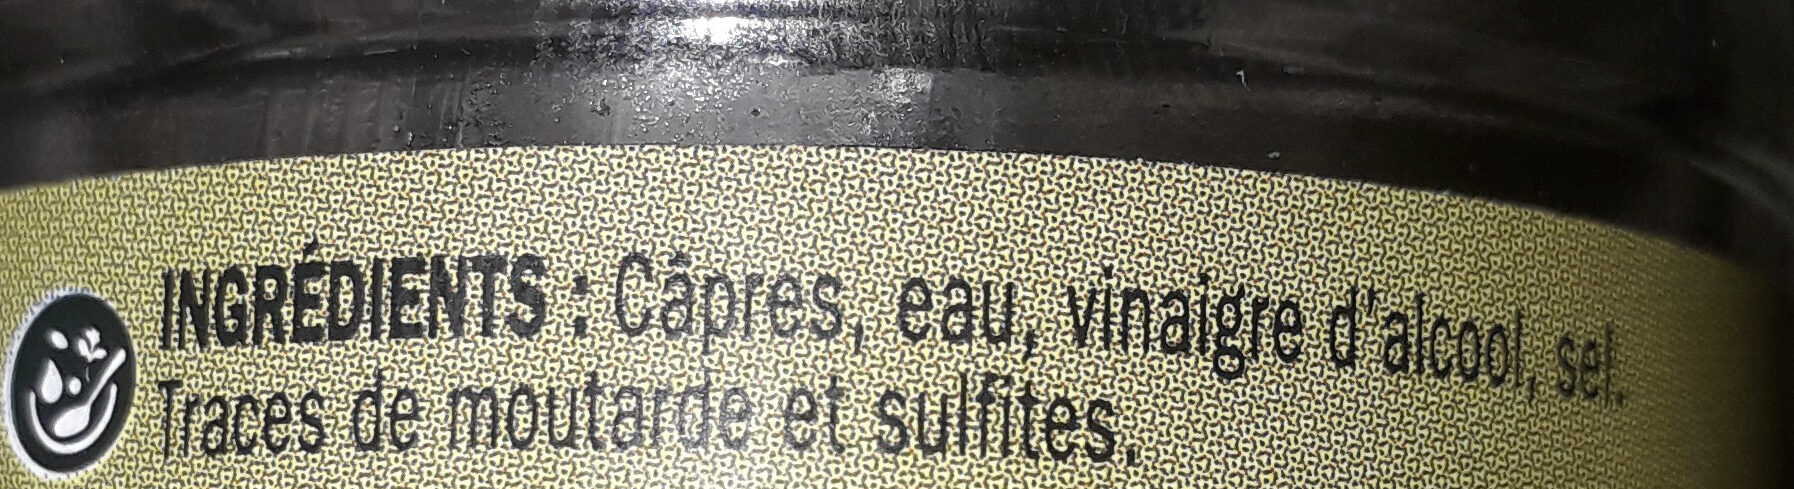 INGRÉDIENTS : Câpres, eau, vinaigre d'alcool, sel.
Traces de moutarde et sulfites.